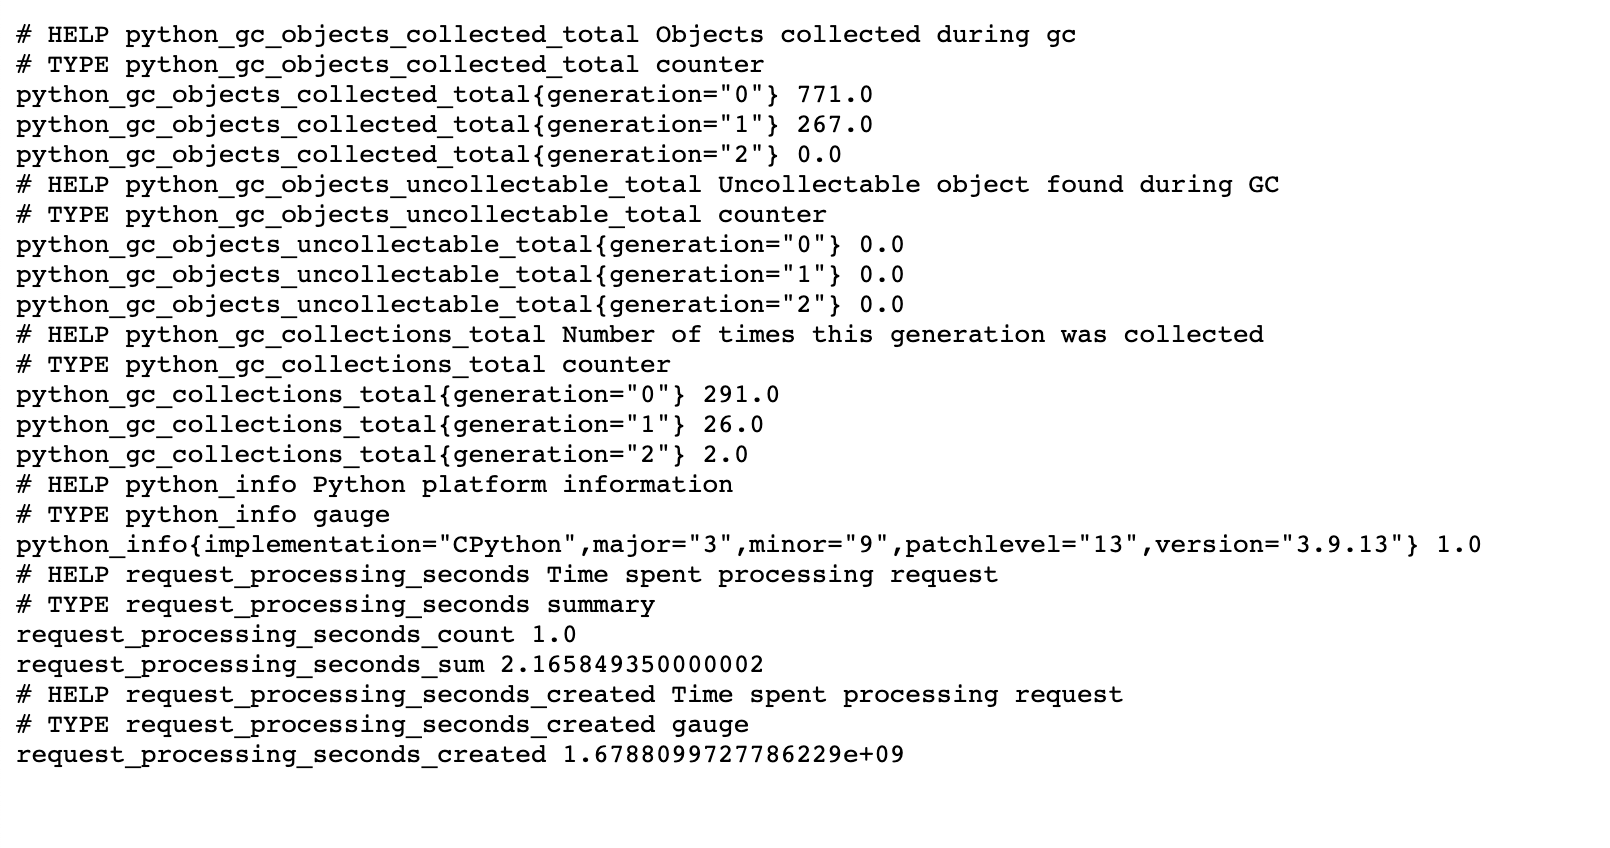 # HELP python_gc_objects_collected_total Objects collected during gc
# TYPE python_gc_objects_collected_total counter
python_gc_objects_collected_total{generation="0"} 771.0
python_gc_objects_collected_total{generation="1"} 267.0
python_gc_objects_collected_total{generation="2"} 0.0
# HELP python_gc_objects_uncollectable_total Uncollectable object found during GC
# TYPE python_gc_objects_uncollectable_total counter
python_gc_objects_uncollectable_total{generation="0"} 0.0
python_gc_objects_uncollectable_total{generation="1"} 0.0
python_gc_objects_uncollectable_total{generation="2"} 0.0
# HELP python_gc_collections_total Number of times this generation was collected
# TYPE python_gc_collections_total counter
python_gc_collections_total{generation="0"} 291.0
python_gc_collections_total{generation="1"} 26.0
python_gc_collections_total{generation="2"} 2.0
# HELP python_info Python platform information
# TYPE python_info gauge
python_info{implementation="CPython",major="3",minor="9",patchlevel="13",version="3.9.13"} 1.0
# HELP request_processing_seconds Time spent processing request
# TYPE request_processing_seconds summary
request_processing_seconds_count 1.0
request_processing_seconds_sum 2.165849350000002
# HELP request_processing_seconds_created Time spent processing request
# TYPE request_processing_seconds_created gauge
request_processing_seconds_created 1.6788099727786229e+09